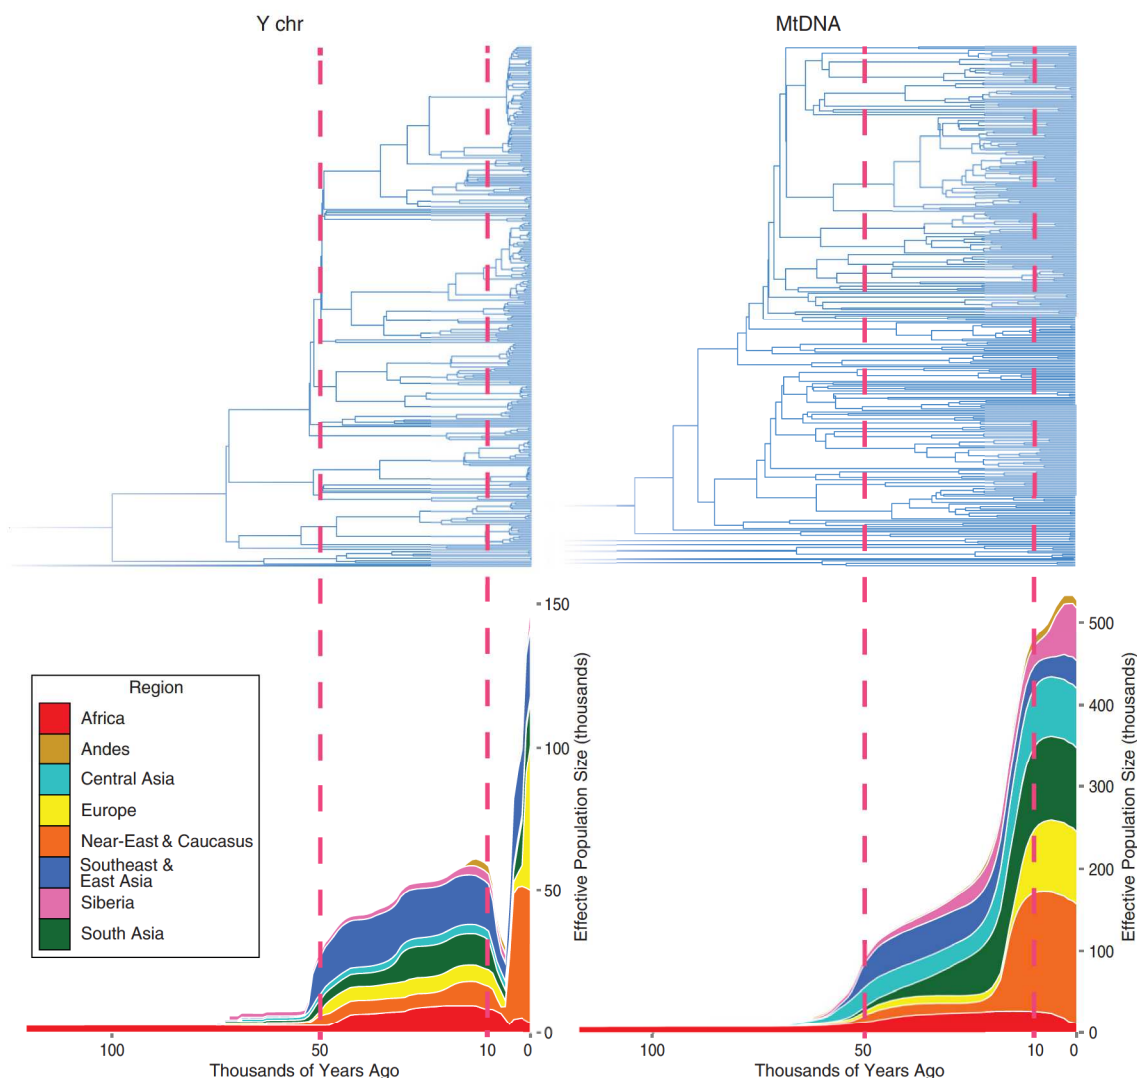 Y chr
MtDNA
150
100
50
0
Effective Population Size (thousands)
500
400
300
200
100
0
Effective Population Size (thousands)
Region
Africa
Andes
Central Asia
Europe
Near-East & Caucasus
Southeast &
East Asia
Siberia
South Asia
100
50
10
0
Thousands of Years Ago
100
50
10
0
Thousands of Years Ago